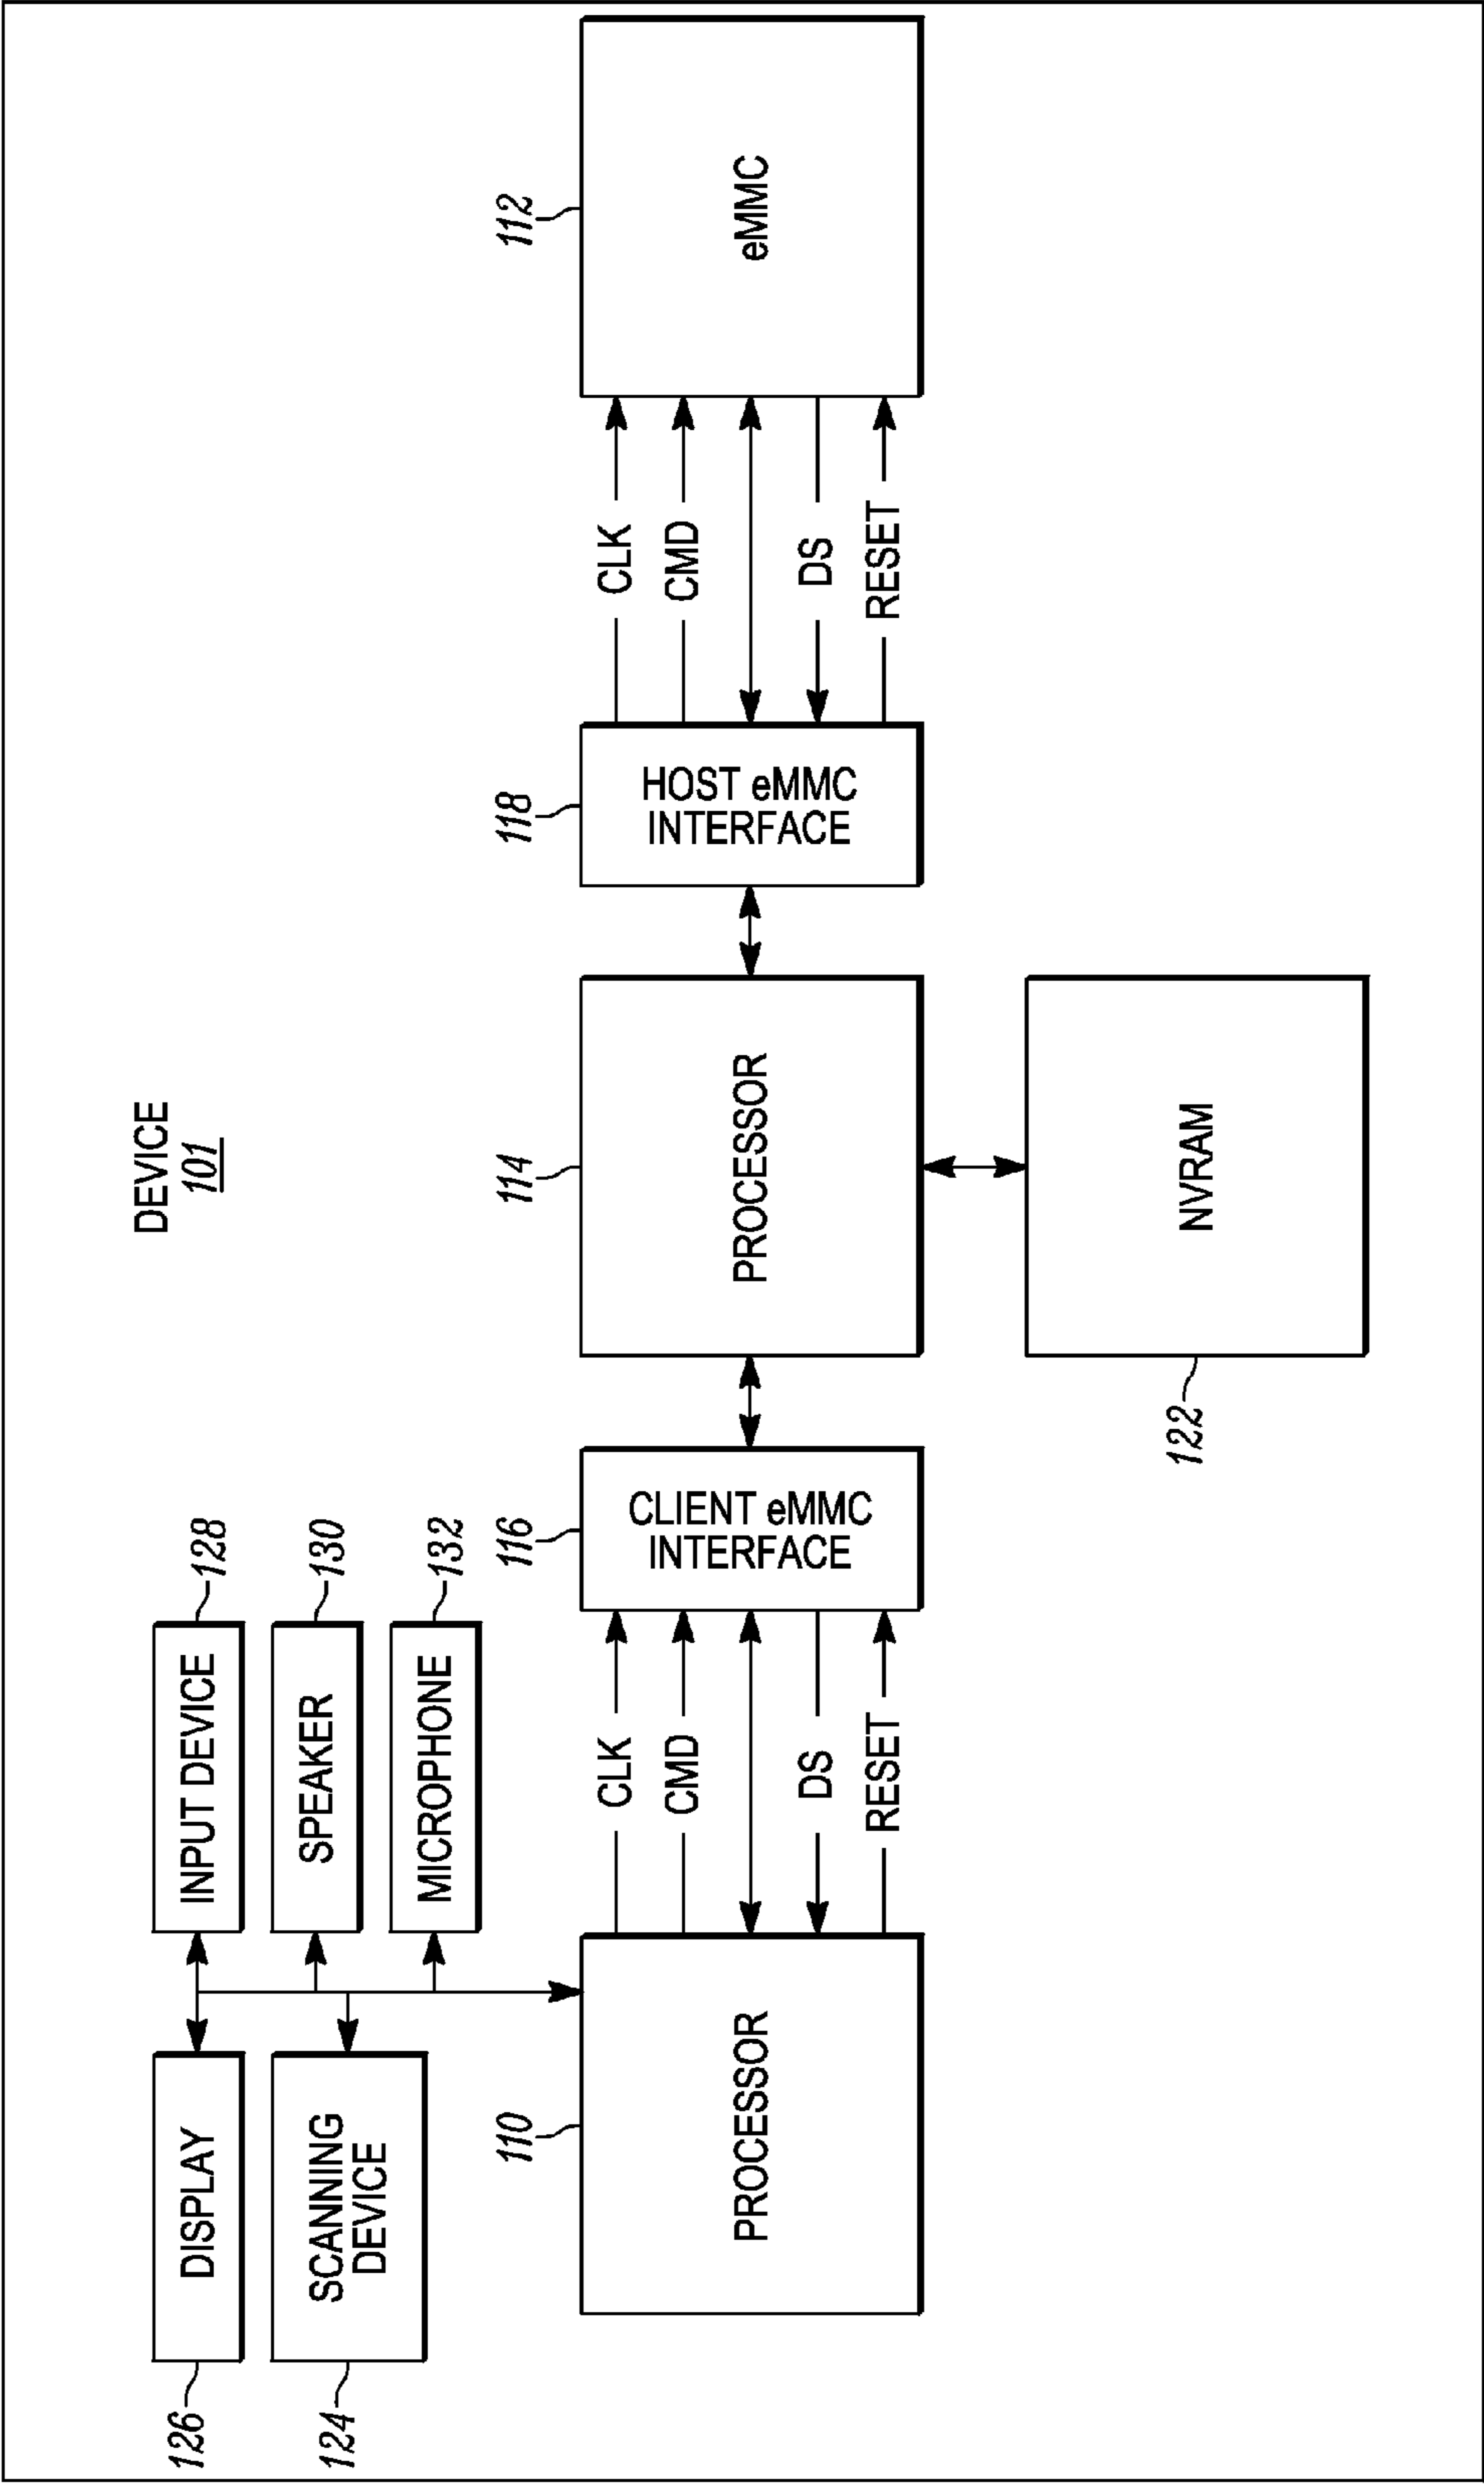 DEVICE
101
126
DISPLAY
INPUT DEVICE
128
124
SCANNING
DEVICE
SPEAKER
130
MICROPHONE
132
110
PROCESSOR
CLK
CMD
DS
RESET
116
CLIENT eMMC
INTERFACE
114
PROCESSOR
118
HOST eMMC
INTERFACE
CLK
CMD
DS
RESET
112
eMMC
122
NVRAM